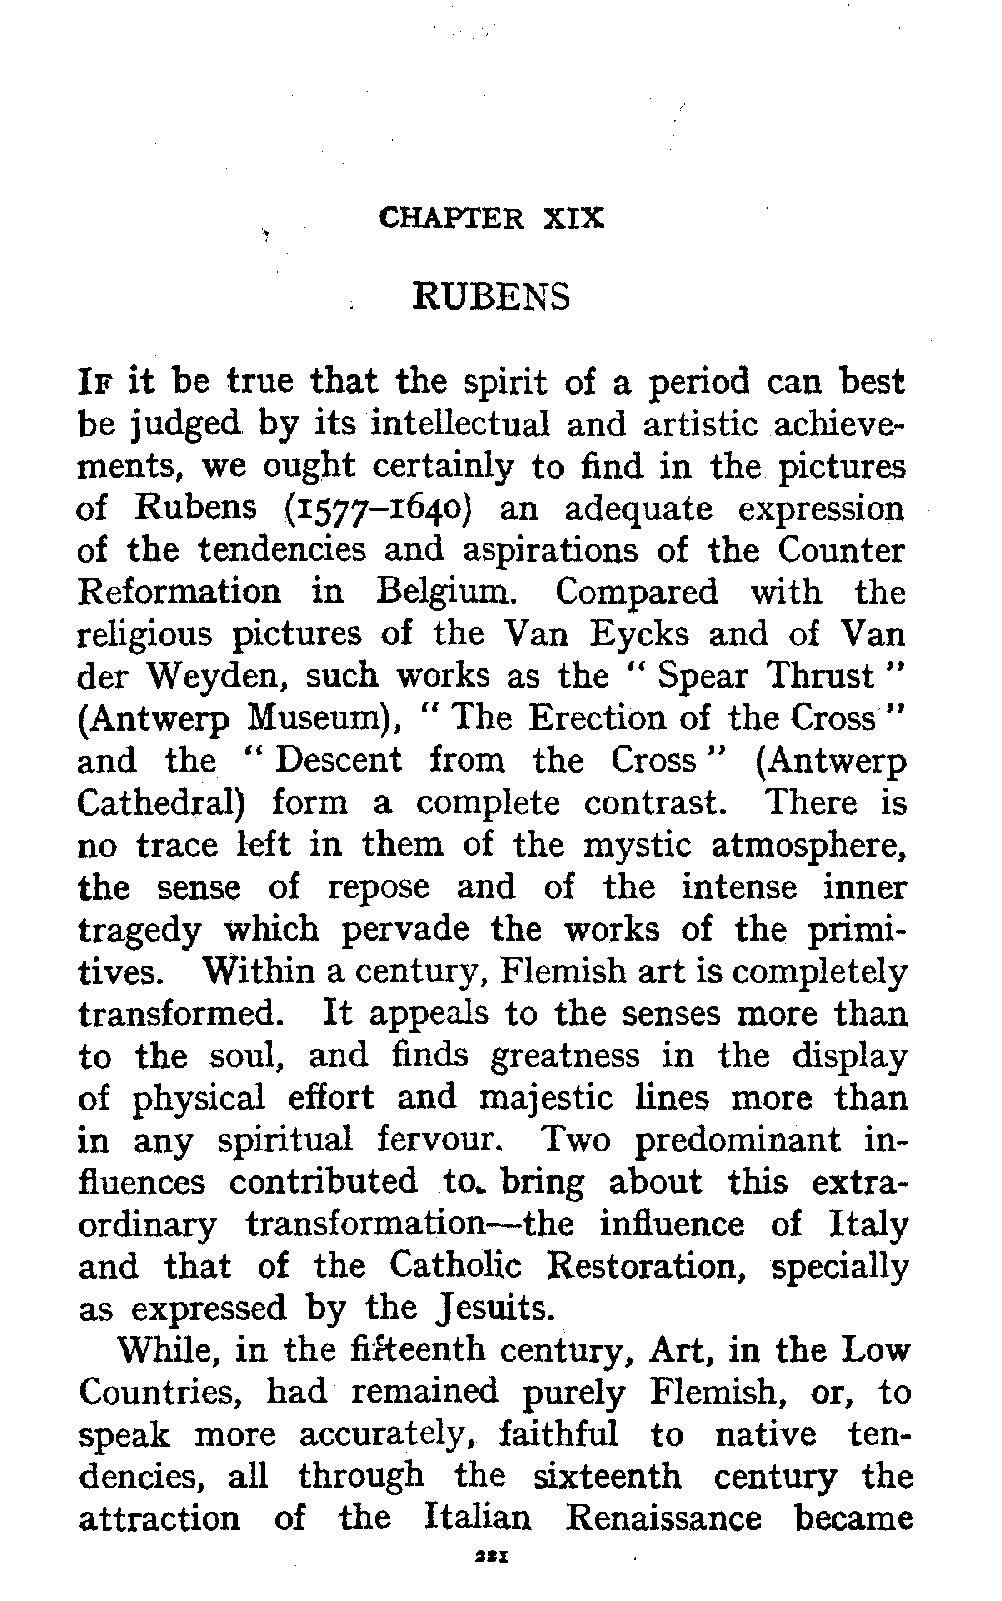 CHAPTER XIX
RUBENS
IF it be true that the spirit of a period can best
be judged by its intellectual and artistic achieve-
ments, we ought certainly to find in the pictures
of Rubens (1577–1640) an adequate expression
of the tendencies and aspirations of the Counter
Reformation in Belgium. Compared with the
religious pictures of the Van Eycks and of Van
der Weyden, such works as the “ Spear Thrust ”
(Antwerp Museum), “ The Erection of the Cross ”
and the “ Descent from the Cross ” (Antwerp
Cathedral) form a complete contrast. There is
no trace left in them of the mystic atmosphere,
the sense of repose and of the intense inner
tragedy which pervade the works of the primi-
tives. Within a century, Flemish art is completely
transformed. It appeals to the senses more than
to the soul, and finds greatness in the display
of physical effort and majestic lines more than
in any spiritual fervour. Two predominant in-
fluences contributed to bring about this extra-
ordinary transformation—the influence of Italy
and that of the Catholic Restoration, specially
as expressed by the Jesuits.
While, in the fifteenth century, Art, in the Low
Countries, had remained purely Flemish, or, to
speak more accurately, faithful to native ten-
dencies, all through the sixteenth century the
attraction of the Italian Renaissance became
221